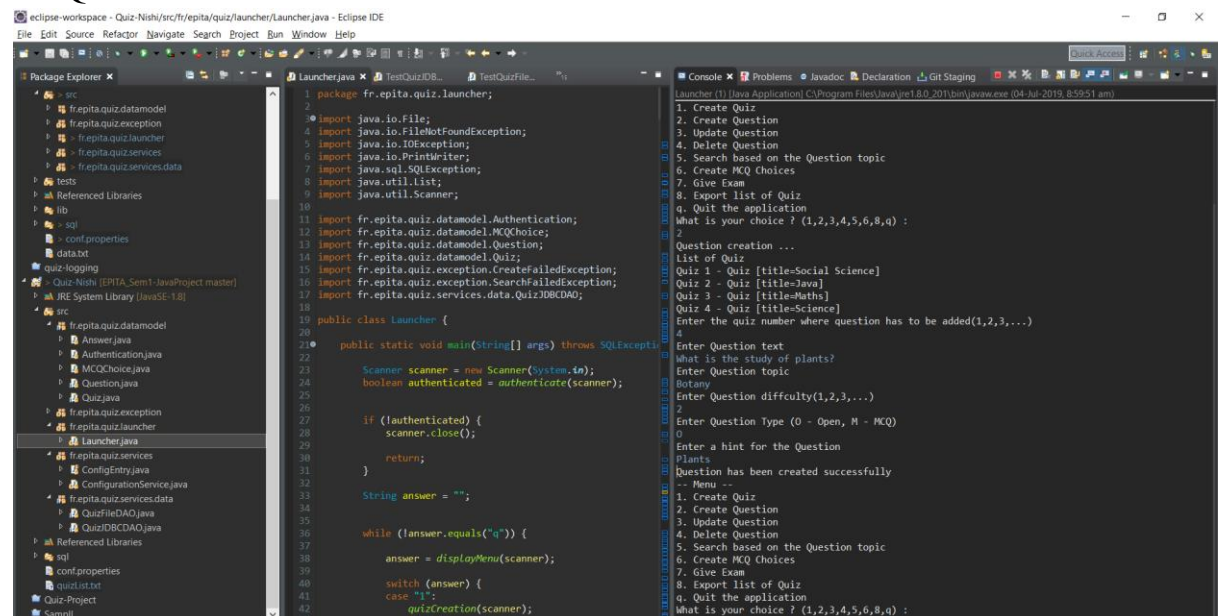 eclipse-workspace - Quiz-Nishi/src/fr/epita/quiz/launcher/Launcher.java - Eclipse IDE
File Edit Source Refactor Navigate Search Project Run Window Help
Quick Access
Package Explorer
> src
fr.epita.quiz.datamodel
fr.epita.quiz.exception
> fr.epita.quiz.launcher
> fr.epita.quiz.services
> fr.epita.quiz.services.data
tests
Referenced Libraries
lib
> sql
> conf.properties
data.txt
quiz-logging
> Quiz-Nishi [EPITA_Sem1-JavaProject master]
JRE System Library [JavaSE-1.8]
src
fr.epita.quiz.datamodel
Answer.java
Authentication.java
MCQChoice.java
Question.java
Quiz.java
fr.epita.quiz.exception
fr.epita.quiz.launcher
Launcher.java
fr.epita.quiz.services
ConfigEntry.java
ConfigurationService.java
fr.epita.quiz.services.data
QuizFileDAO.java
QuizJDBCDAO.java
Referenced Libraries
sql
conf.properties
quizList.txt
Quiz-Project
Launcher.java TestQuizJDB... TestQuizFile...
1 package fr.epita.quiz.launcher;
2
3 import java.io.File;
4 import java.io.FileNotFoundException;
5 import java.io.IOException;
6 import java.io.PrintWriter;
7 import java.sql.SQLException;
8 import java.util.List;
9 import java.util.Scanner;
10
11 import fr.epita.quiz.datamodel.Authentication;
12 import fr.epita.quiz.datamodel.MCQChoice;
13 import fr.epita.quiz.datamodel.Question;
14 import fr.epita.quiz.datamodel.Quiz;
15 import fr.epita.quiz.exception.CreateFailedException;
16 import fr.epita.quiz.exception.SearchFailedException;
17 import fr.epita.quiz.services.data.QuizJDBCDAO;
18
19 public class Launcher {
20
21 public static void main(String[] args) throws SQLExcepti
22
23 Scanner scanner = new Scanner(System.in);
24 boolean authenticated = authenticate(scanner);
25
26
27 if (!authenticated) {
28 scanner.close();
29
30 return;
31 }
32
33 String answer = "";
34
35
36 while (!answer.equals("q")) {
37
38 answer = displayMenu(scanner);
39
40 switch (answer) {
41 case "1":
42 quizCreation(scanner);
Console Problems Javadoc Declaration Git Staging
Launcher (1) [Java Application] C:\Program Files\Java\jre1.8.0_201\bin\javaw.exe (04-Jul-2019, 8:59:51 am)
1. Create Quiz
2. Create Question
3. Update Question
4. Delete Question
5. Search based on the Question topic
6. Create MCQ Choices
7. Give Exam
8. Export list of Quiz
q. Quit the application
What is your choice ? (1,2,3,4,5,6,8,q) :
2
Question creation ...
List of Quiz
Quiz 1 - Quiz [title=Social Science]
Quiz 2 - Quiz [title=Java]
Quiz 3 - Quiz [title=Maths]
Quiz 4 - Quiz [title=Science]
Enter the quiz number where question has to be added(1,2,3,...)
4
Enter Question text
What is the study of plants?
Enter Question topic
Botany
Enter Question diffculty(1,2,3,...)
2
Enter Question Type (O - Open, M - MCQ)
O
Enter a hint for the Question
Plants
Question has been created successfully
-- Menu --
1. Create Quiz
2. Create Question
3. Update Question
4. Delete Question
5. Search based on the Question topic
6. Create MCQ Choices
7. Give Exam
8. Export list of Quiz
q. Quit the application
What is your choice ? (1,2,3,4,5,6,8,q) :